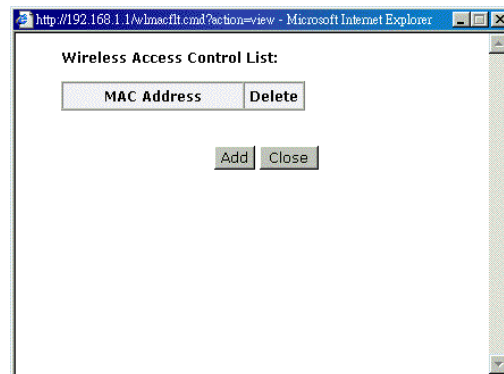 http://192.168.1.1/wlmacflt.cmd?action=view - Microsoft Internet Explorer
Wireless Access Control List:
MAC Address Delete
Add Close